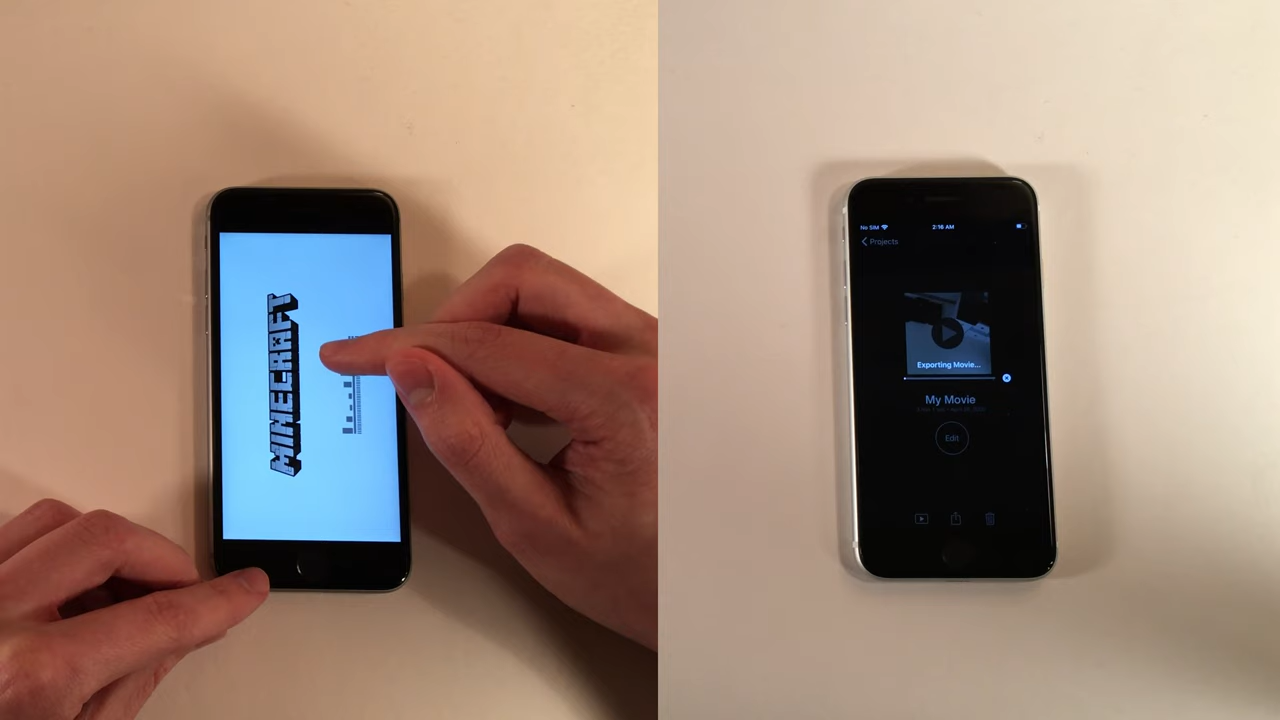 MINECRAFT
No SIM
2:16 AM
Projects
Exporting Movie...
My Movie
Edit